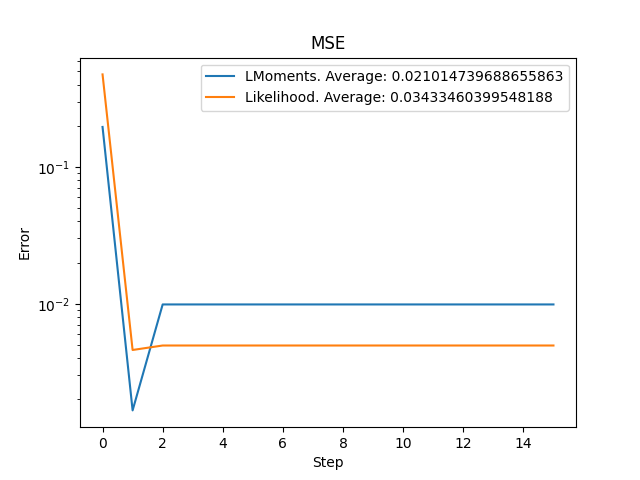 MSE
LMoments. Average: 0.021014739688655863
Likelihood. Average: 0.03433460399548188
10⁻¹
10⁻²
Error
0 2 4 6 8 10 12 14
Step